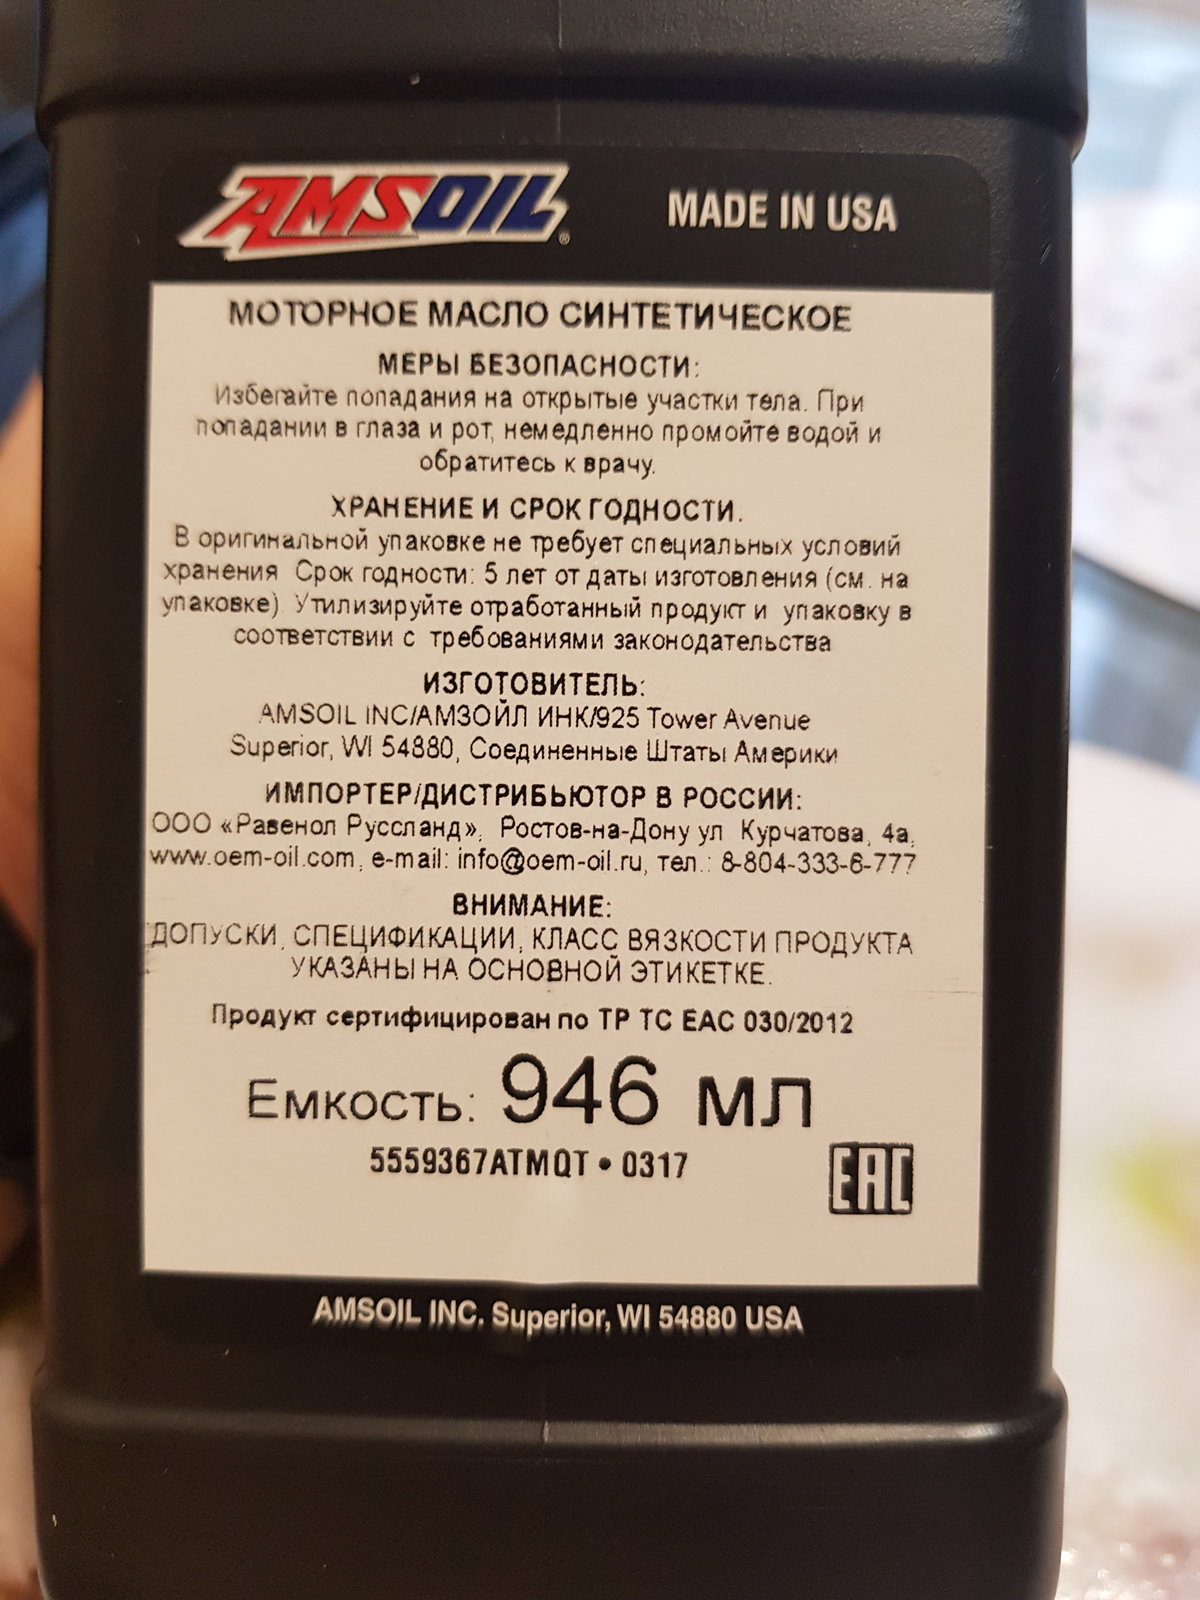 AMSOIL®
MADE IN USA
МОТОРНОЕ МАСЛО СИНТЕТИЧЕСКОЕ
МЕРЫ БЕЗОПАСНОСТИ:
Избегайте попадания на открытые участки тела. При
попадании в глаза и рот, немедленно промойте водой и
обратитесь к врачу.
ХРАНЕНИЕ И СРОК ГОДНОСТИ.
В оригинальной упаковке не требует специальных условий
хранения Срок годности: 5 лет от даты изготовления (см. на
упаковке). Утилизируйте отработанный продукт и упаковку в
соответствии с требованиями законодательства
ИЗГОТОВИТЕЛЬ:
AMSOIL INC/АМЗОЙЛ ИНК/925 Tower Avenue
Superior, WI 54880, Соединенные Штаты Америки
ИМПОРТЕР/ДИСТРИБЬЮТОР В РОССИИ:
ООО «Равенол Руссланд», Ростов-на-Дону ул Курчатова, 4а,
www.oem-oil.com, e-mail: info@oem-oil.ru, тел.: 8-804-333-6-777
ВНИМАНИЕ:
ДОПУСКИ, СПЕЦИФИКАЦИИ, КЛАСС ВЯЗКОСТИ ПРОДУКТА
УКАЗАНЫ НА ОСНОВНОЙ ЭТИКЕТКЕ.
Продукт сертифицирован по ТР ТС ЕАС 030/2012
Емкость: 946 мл
5559367ATMQT • 0317
EAC
AMSOIL INC. Superior, WI 54880 USA